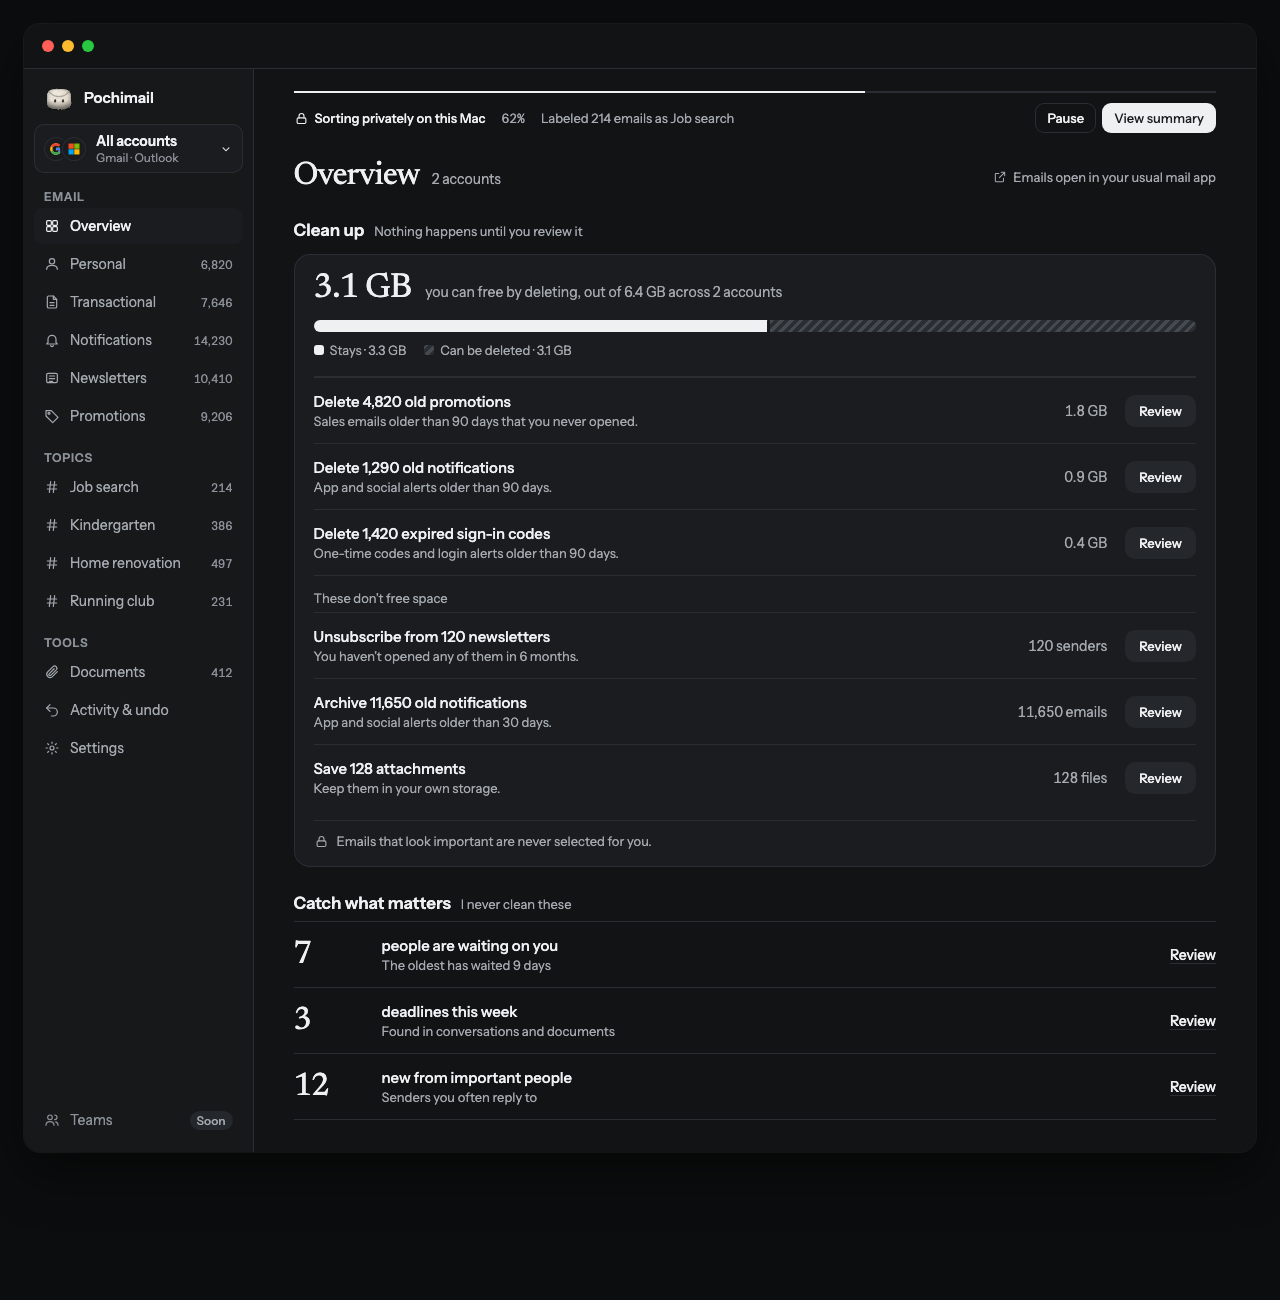 Pochimail
All accounts
Gmail · Outlook
EMAIL
Overview
Personal 6,820
Transactional 7,646
Notifications 14,230
Newsletters 10,410
Promotions 9,206
TOPICS
# Job search 214
# Kindergarten 386
# Home renovation 497
# Running club 231
TOOLS
Documents 412
Activity & undo
Settings
Teams Soon
Sorting privately on this Mac 62% Labeled 214 emails as Job search Pause View summary
Overview 2 accounts Emails open in your usual mail app
Clean up Nothing happens until you review it
3.1 GB you can free by deleting, out of 6.4 GB across 2 accounts
Stays · 3.3 GB Can be deleted · 3.1 GB
Delete 4,820 old promotions
Sales emails older than 90 days that you never opened.
1.8 GB Review
Delete 1,290 old notifications
App and social alerts older than 90 days.
0.9 GB Review
Delete 1,420 expired sign-in codes
One-time codes and login alerts older than 90 days.
0.4 GB Review
These don't free space
Unsubscribe from 120 newsletters
You haven't opened any of them in 6 months.
120 senders Review
Archive 11,650 old notifications
App and social alerts older than 30 days.
11,650 emails Review
Save 128 attachments
Keep them in your own storage.
128 files Review
Emails that look important are never selected for you.
Catch what matters I never clean these
7 people are waiting on you
The oldest has waited 9 days
Review
3 deadlines this week
Found in conversations and documents
Review
12 new from important people
Senders you often reply to
Review